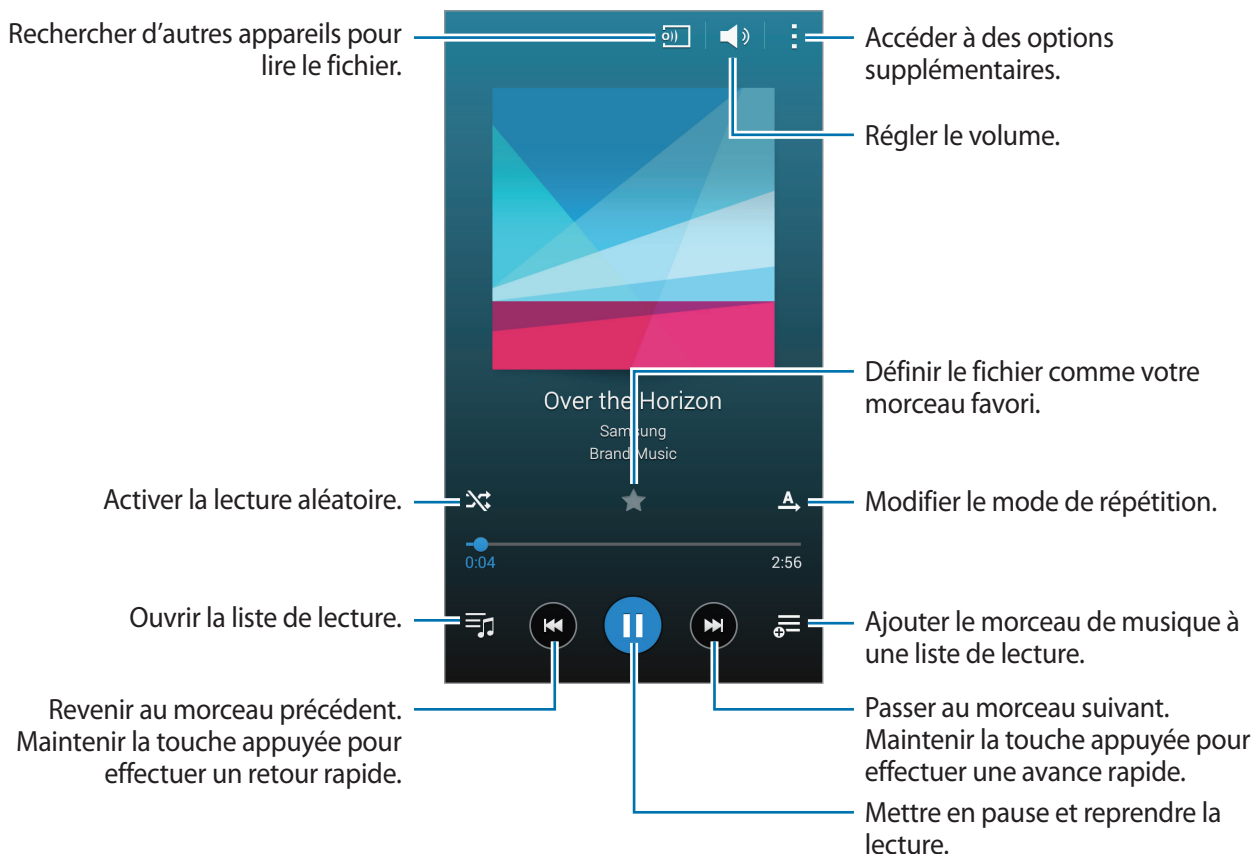 Rechercher d'autres appareils pour
lire le fichier.
Accéder à des options
supplémentaires.
Régler le volume.
Définir le fichier comme votre
morceau favori.
Over the Horizon
Samsung
Brand Music
Activer la lecture aléatoire.
A
Modifier le mode de répétition.
0:04
2:56
Ouvrir la liste de lecture.
Ajouter le morceau de musique à
une liste de lecture.
Revenir au morceau précédent.
Maintenir la touche appuyée pour
effectuer un retour rapide.
Passer au morceau suivant.
Maintenir la touche appuyée pour
effectuer une avance rapide.
Mettre en pause et reprendre la
lecture.